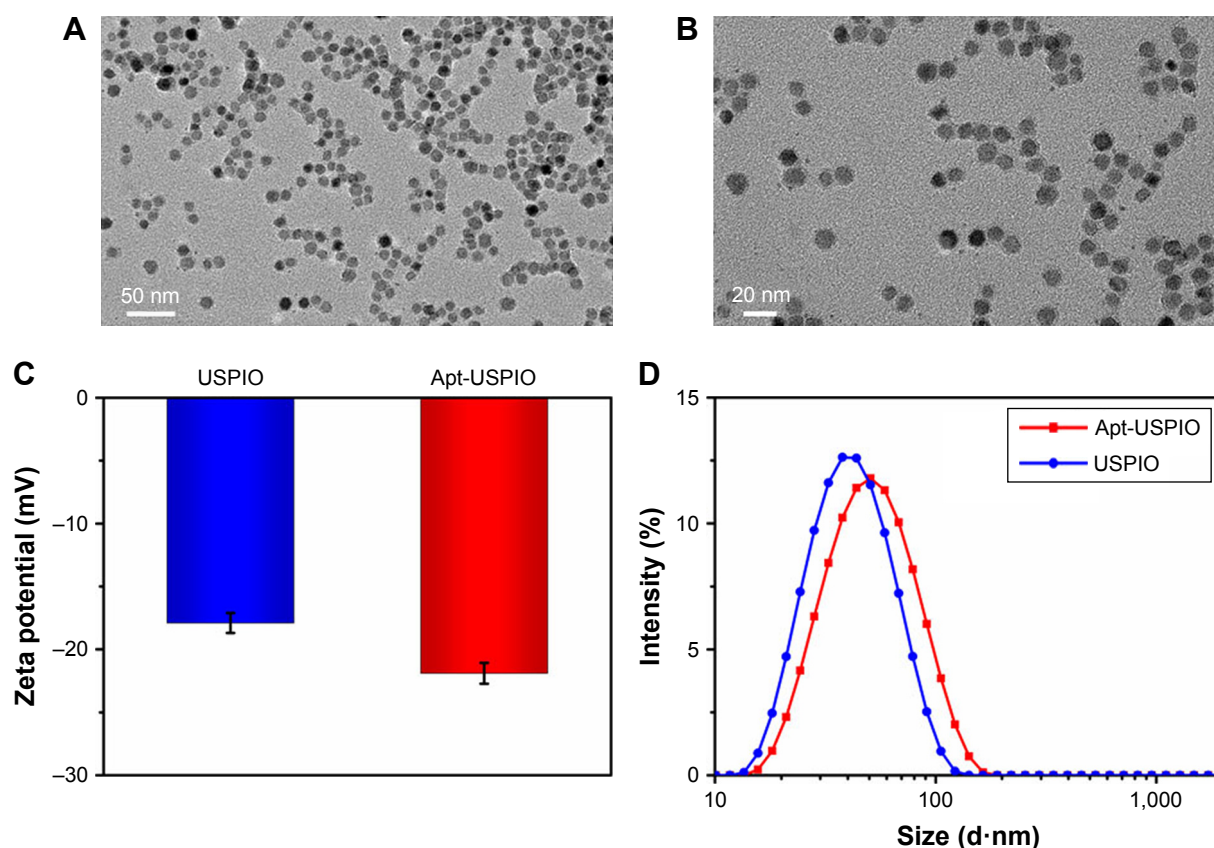 A
50 nm
B
20 nm
C
USPIO
Apt-USPIO
0
–10
–20
–30
Zeta potential (mV)
D
15
10
5
0
Intensity (%)
Apt-USPIO
USPIO
10
100
1,000
Size (d·nm)